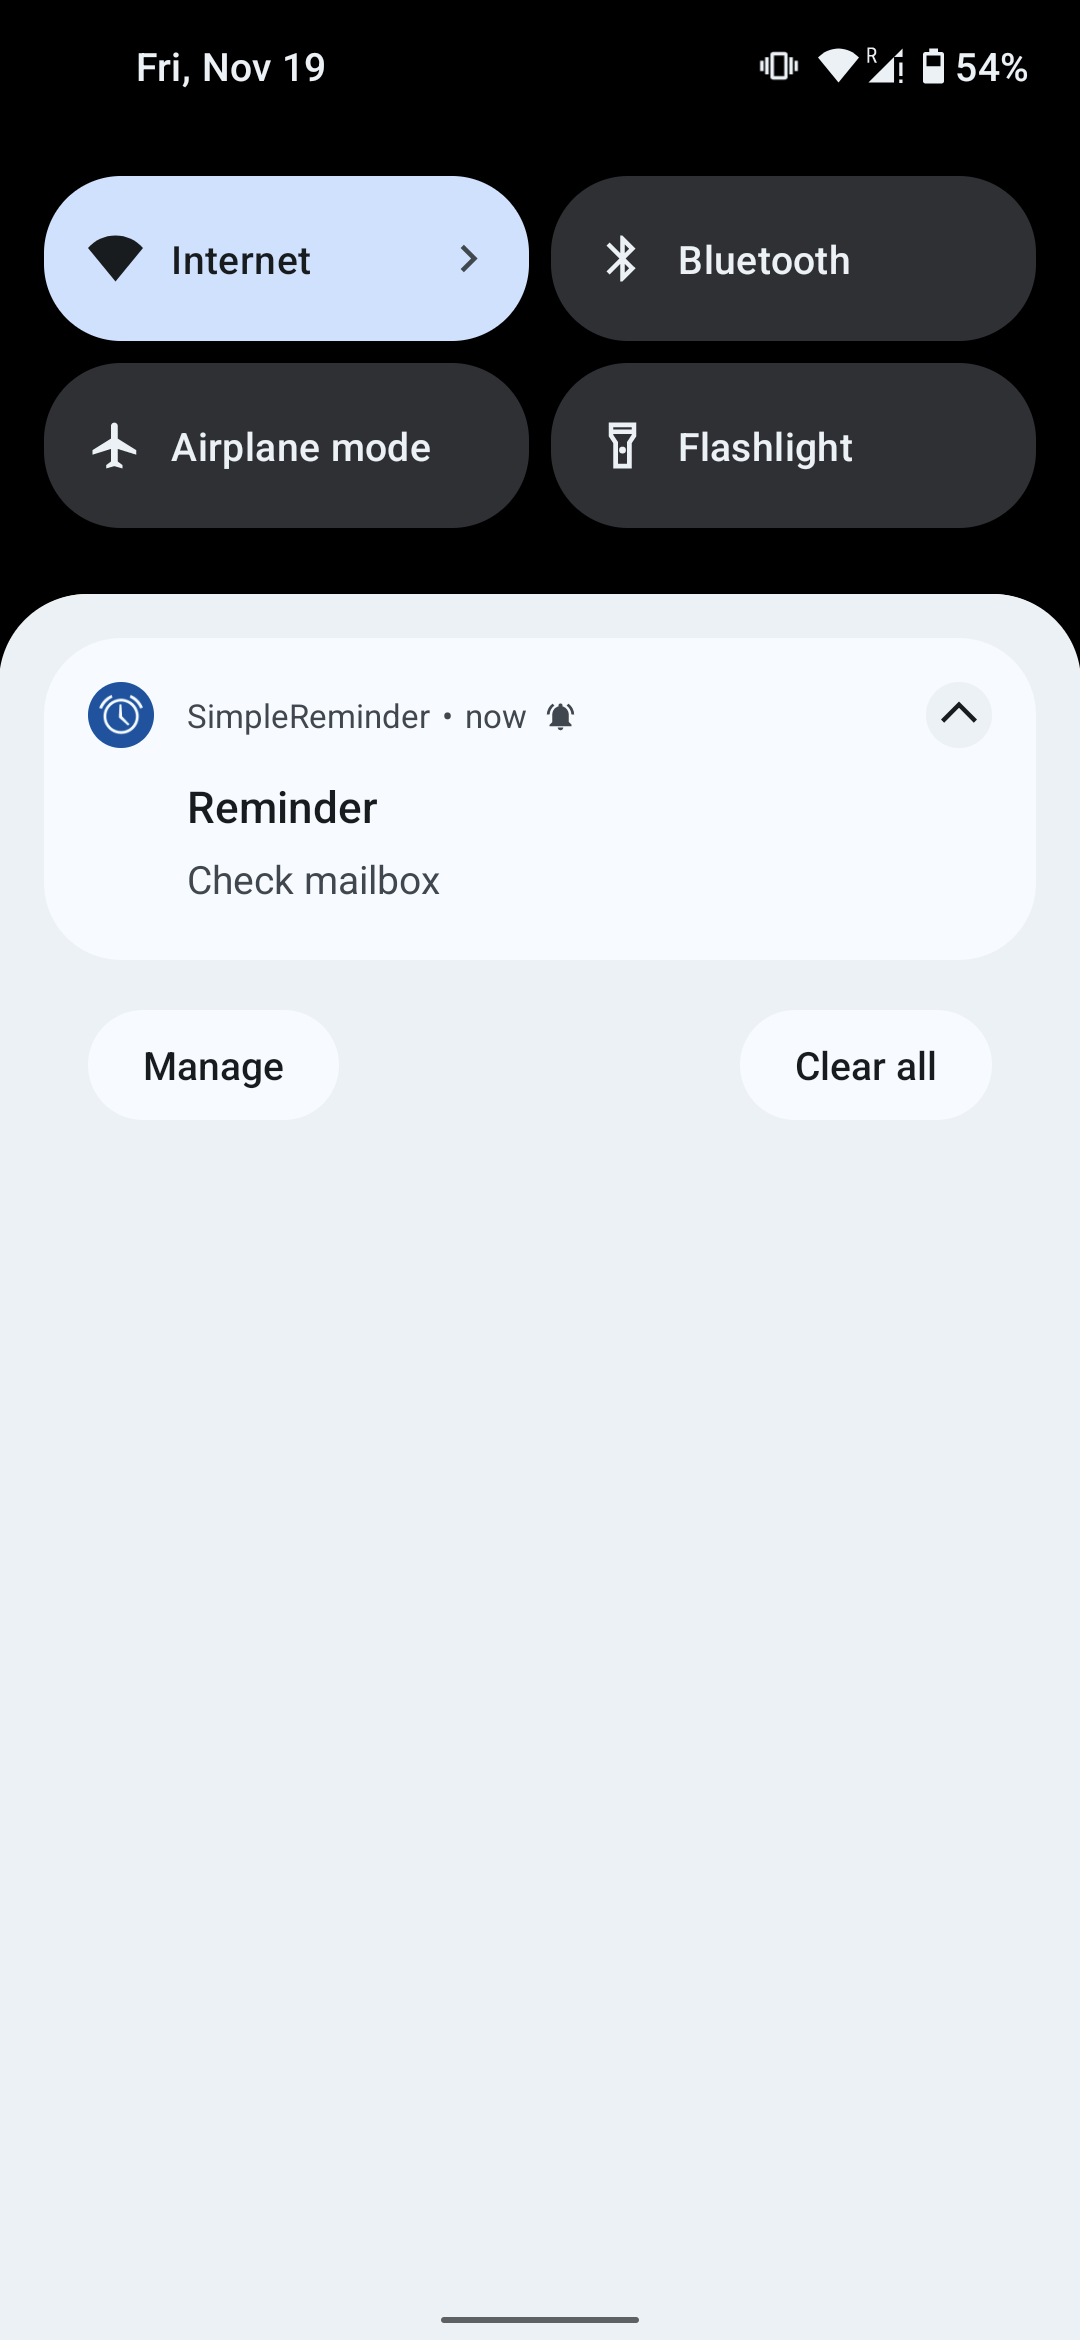 Fri, Nov 19 R 54%
Internet Bluetooth
Airplane mode Flashlight
SimpleReminder • now
Reminder
Check mailbox
Manage Clear all